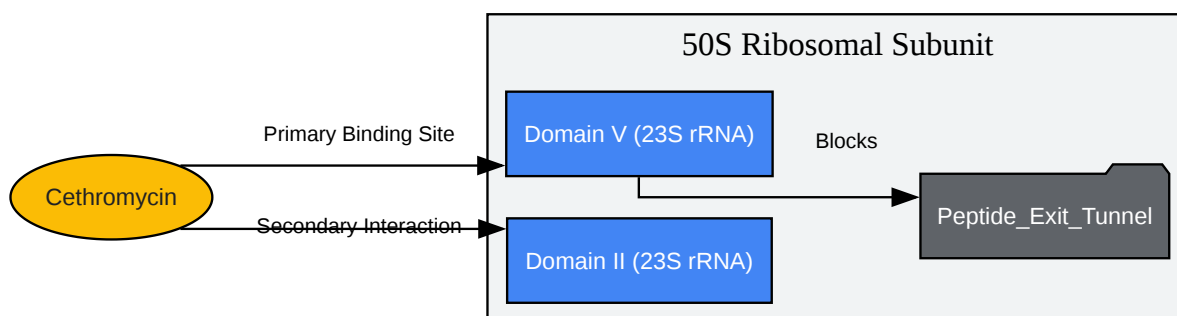 50S Ribosomal Subunit
Primary Binding Site
Domain V (23S rRNA)
Blocks
Cethromycin
Peptide_Exit_Tunnel
Secondary Interaction
Domain II (23S rRNA)